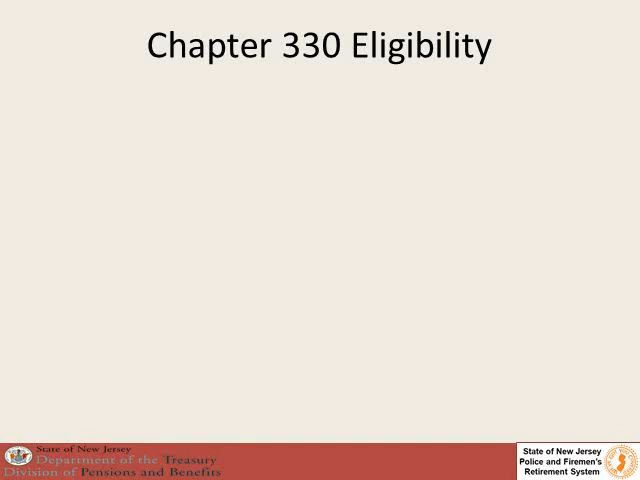 Chapter 330 Eligibility
State of New Jersey
Department of the Treasury
Division of Pensions and Benefits
State of New Jersey
Police and Firemen's
Retirement System